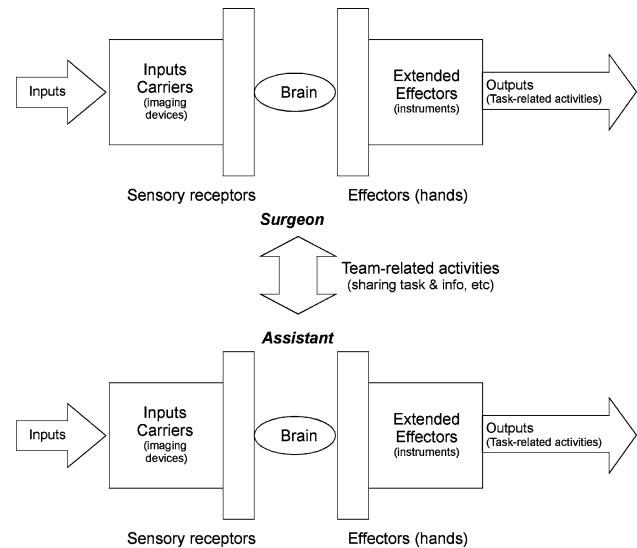 Inputs
Inputs
Carriers
(imaging
devices)
Brain
Extended
Effectors
(instruments)
Outputs
(Task-related activities)
Sensory receptors
Effectors (hands)
Surgeon
Team-related activities
(sharing task & info, etc)
Assistant
Inputs
Inputs
Carriers
(imaging
devices)
Brain
Extended
Effectors
(instruments)
Outputs
(Task-related activities)
Sensory receptors
Effectors (hands)